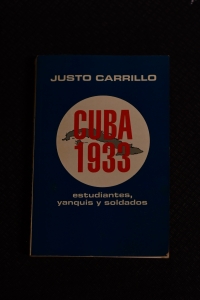 JUSTO CARRILLO
CUBA
1933
estudiantes,
yanquis y soldados